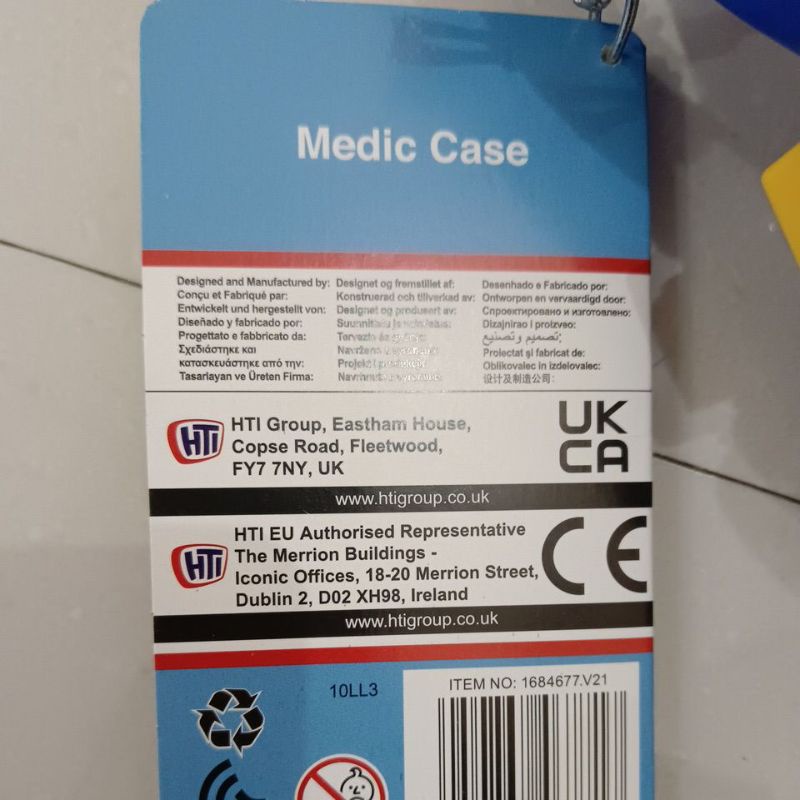 Medic Case
Designed and Manufactured by:
Conçu et Fabriqué par:
Entwickelt und hergestellt von:
Diseñado y fabricado por:
Progettato e fabbricato da:
Σχεδιάστηκε και
κατασκευάστηκε από την:
Tasarlayan ve Üreten Firma:
Designet og fremstillet af:
Konstruerad och tillverkad av:
Designet og produsert av:
Desenhado e Fabricado por:
Ontworpen en vervaardigd door:
Спроектировано и изготовлено:
Dizajnirao i proizveo:
تصميم وتصنيع:
Proiectat și fabricat de:
Oblikovalec in izdelovalec:
设计及制造公司:
HTI
HTI Group, Eastham House,
Copse Road, Fleetwood,
FY7 7NY, UK
UK
CA
www.htigroup.co.uk
HTI
HTI EU Authorised Representative
The Merrion Buildings -
Iconic Offices, 18-20 Merrion Street,
Dublin 2, D02 XH98, Ireland
CE
www.htigroup.co.uk
10LL3
ITEM NO: 1684677.V21